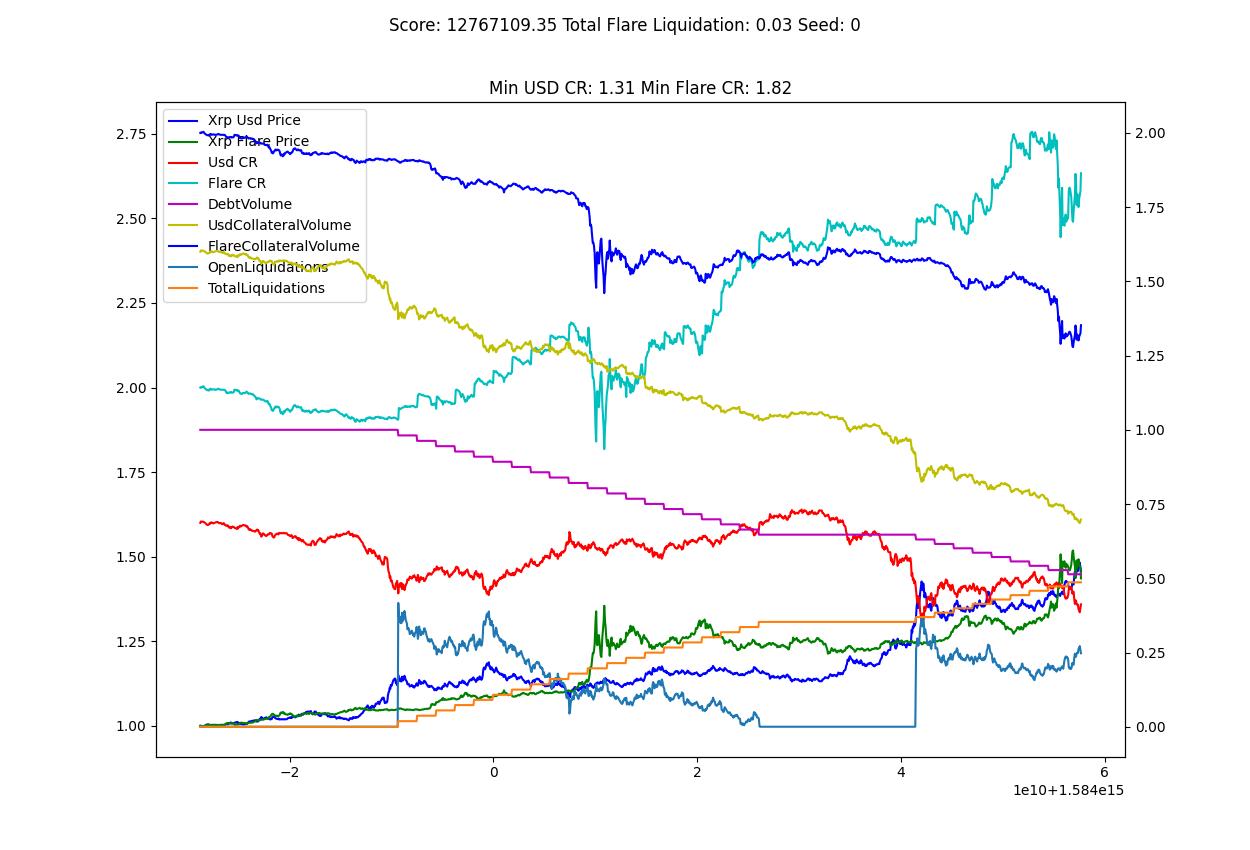 Score: 12767109.35 Total Flare Liquidation: 0.03 Seed: 0
Min USD CR: 1.31 Min Flare CR: 1.82
Xrp Usd Price
Xrp Flare Price
Usd CR
Flare CR
DebtVolume
UsdCollateralVolume
FlareCollateralVolume
OpenLiquidations
TotalLiquidations
2.75
2.50
2.25
2.00
1.75
1.50
1.25
1.00
2.00
1.75
1.50
1.25
1.00
0.75
0.50
0.25
0.00
−2
0
2
4
6
1e10+1.584e15